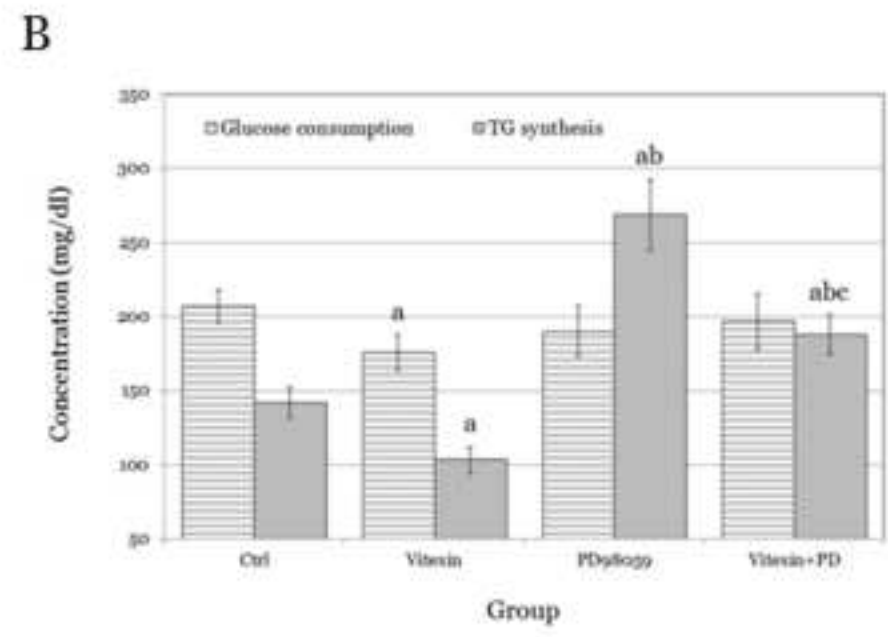 B
350
Glucose consumption TG synthesis
ab
300
250
abc
a
200
150
a
100
50
Concentration (mg/dl)
Ctrl Vitexin PD98059 Vitexin+PD
Group